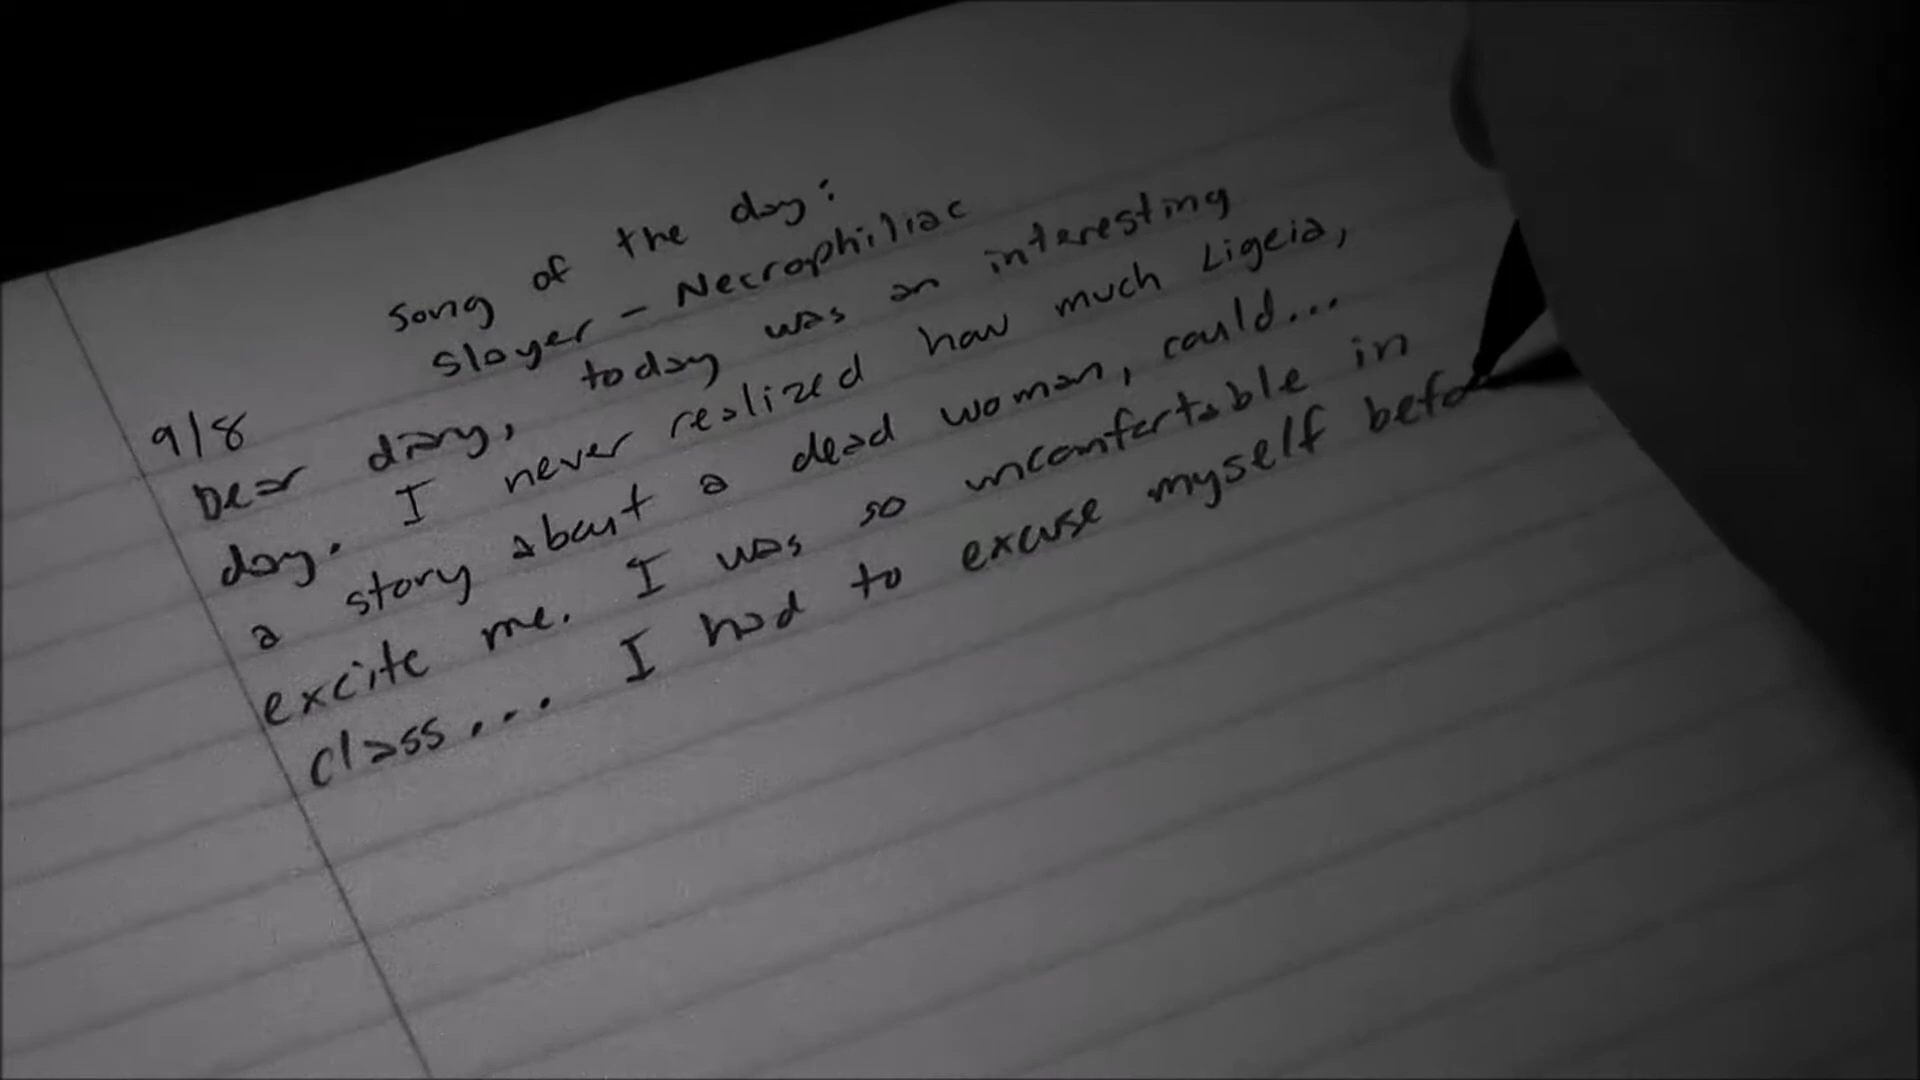 Song of the day:
Slayer - Necrophiliac
9/8
Dear diary, today was an interesting
day. I never realized how much Ligeia,
a story about a dead woman, could...
excite me. I was so uncomfortable in
class... I had to excuse myself befo